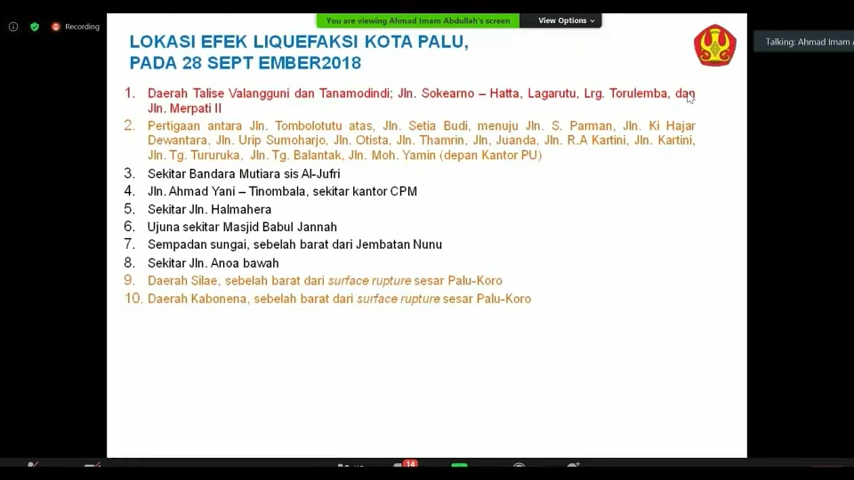 Recording
You are viewing Ahmad Imam Abdullah's screen
View Options
Talking: Ahmad Imam A
LOKASI EFEK LIQUEFAKSI KOTA PALU,
PADA 28 SEPT EMBER2018
1. Daerah Talise Valangguni dan Tanamodindi; Jln. Sokearno – Hatta, Lagarutu, Lrg. Torulemba, dan
Jln. Merpati II
2. Pertigaan antara Jln. Tombolotutu atas, Jln. Setia Budi, menuju Jln. S. Parman, Jln. Ki Hajar
Dewantara, Jln. Urip Sumoharjo, Jln. Otista, Jln. Thamrin, Jln, Juanda, Jln. R.A Kartini, Jln. Kartini,
Jln. Tg. Tururuka, Jln. Tg. Balantak, Jln. Moh. Yamin (depan Kantor PU)
3. Sekitar Bandara Mutiara sis Al-Jufri
4. Jln. Ahmad Yani – Tinombala, sekitar kantor CPM
5. Sekitar Jln. Halmahera
6. Ujuna sekitar Masjid Babul Jannah
7. Sempadan sungai, sebelah barat dari Jembatan Nunu
8. Sekitar Jln. Anoa bawah
9. Daerah Silae, sebelah barat dari surface rupture sesar Palu-Koro
10. Daerah Kabonena, sebelah barat dari surface rupture sesar Palu-Koro
14